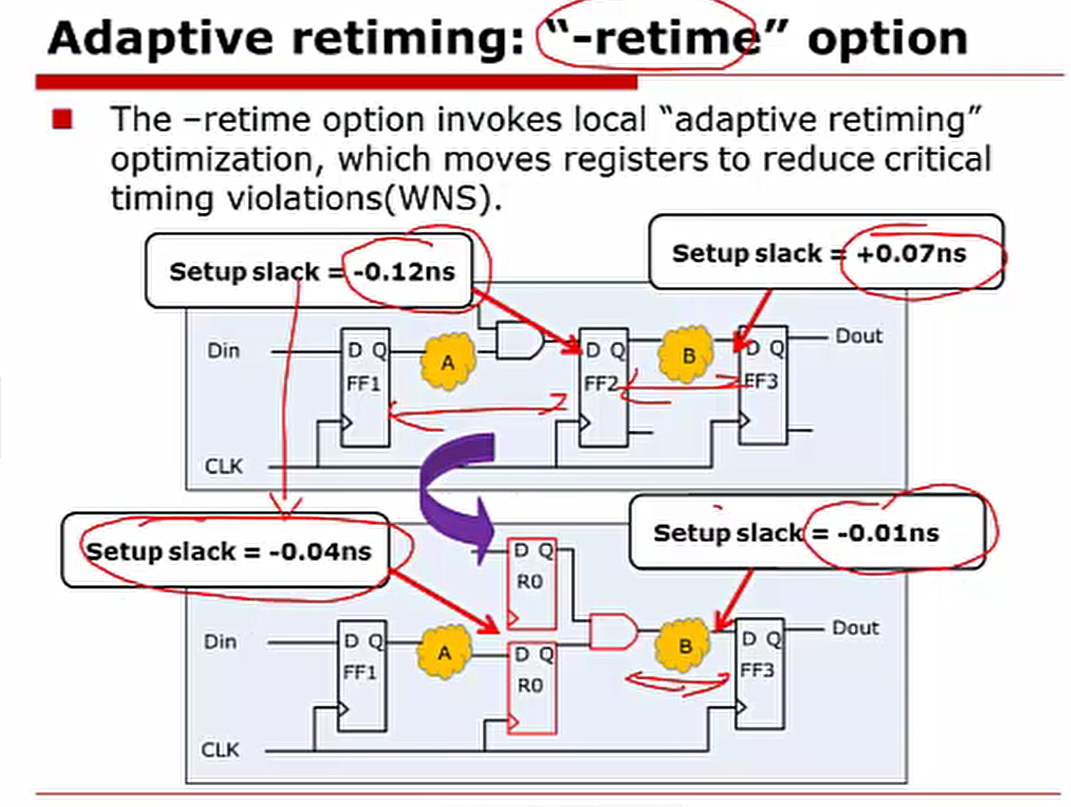 Adaptive retiming: “-retime” option
The –retime option invokes local “adaptive retiming”
optimization, which moves registers to reduce critical
timing violations(WNS).
Setup slack = -0.12ns
Setup slack = +0.07ns
Din
D Q
FF1
A
D Q
FF2
B
D Q
FF3
Dout
CLK
Setup slack = -0.04ns
Setup slack = -0.01ns
D Q
R0
Din
D Q
FF1
A
D Q
R0
B
D Q
FF3
Dout
CLK